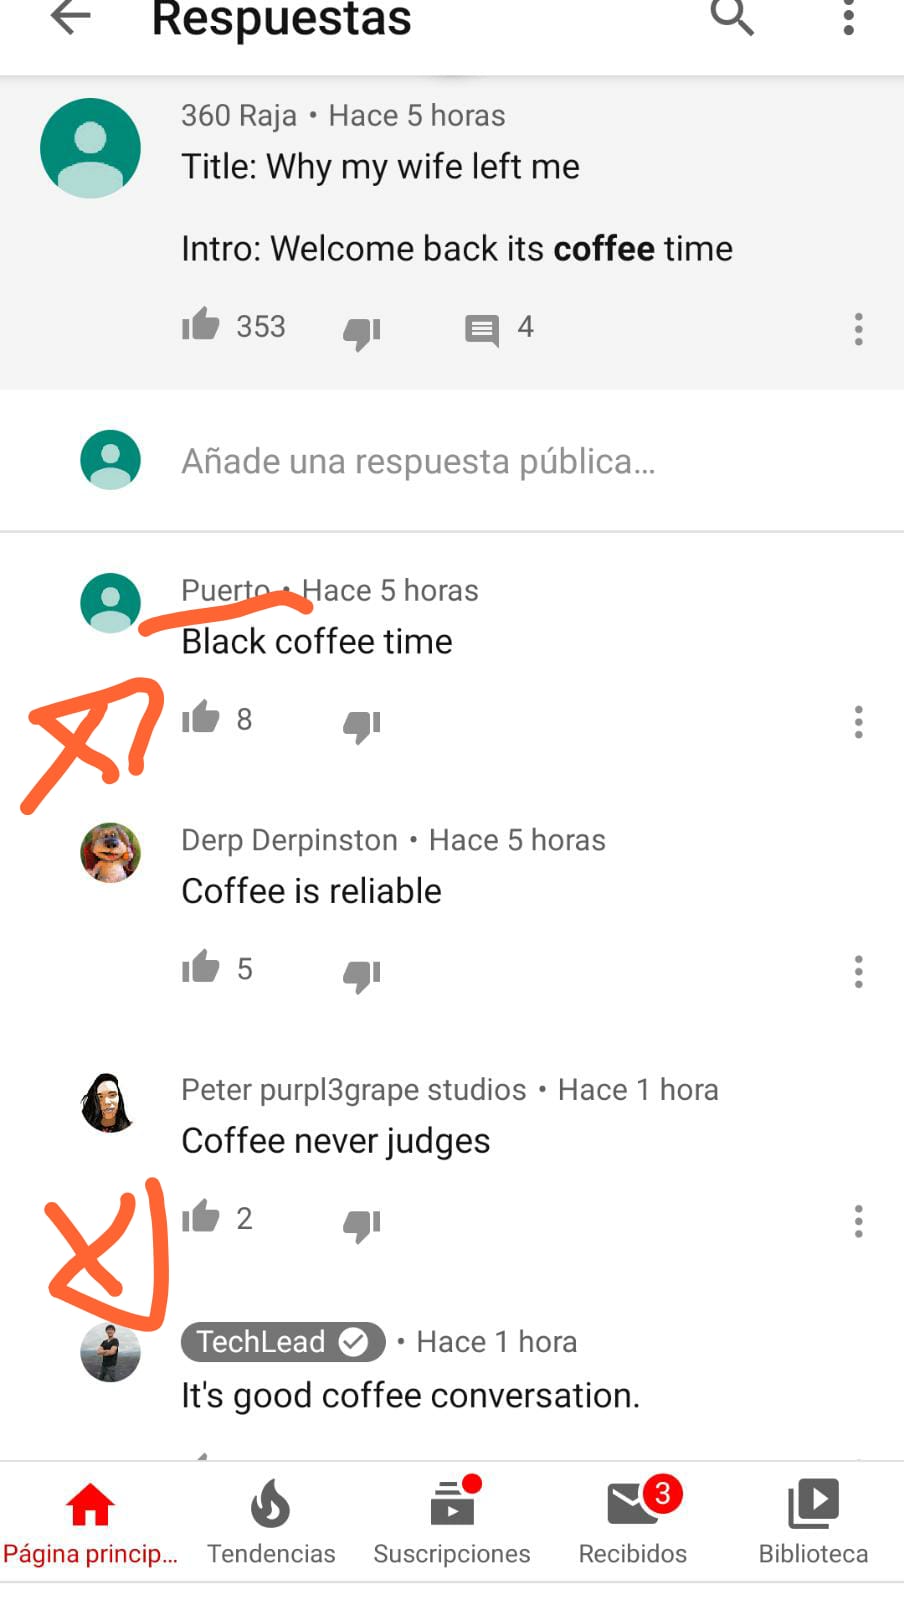 Respuestas
360 Raja • Hace 5 horas
Title: Why my wife left me
Intro: Welcome back its coffee time
353 4
Añade una respuesta pública...
Puerto • Hace 5 horas
Black coffee time
8
Derp Derpinston • Hace 5 horas
Coffee is reliable
5
Peter purpl3grape studios • Hace 1 hora
Coffee never judges
2
TechLead • Hace 1 hora
It's good coffee conversation.
3
Página princip... Tendencias Suscripciones Recibidos Biblioteca